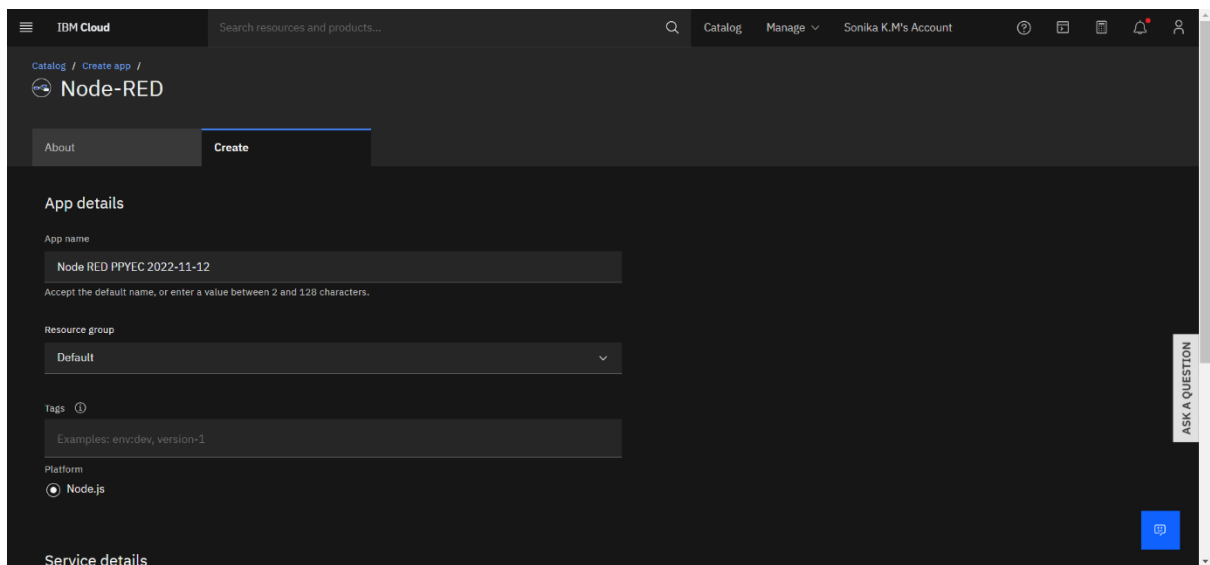 IBM Cloud
Search resources and products...
Catalog
Manage
Sonika K.M's Account
Catalog / Create app /
Node-RED
About
Create
App details
App name
Node RED PPYEC 2022-11-12
Accept the default name, or enter a value between 2 and 128 characters.
Resource group
Default
Tags
Examples: env:dev, version-1
Platform
Node.js
Service details
ASK A QUESTION